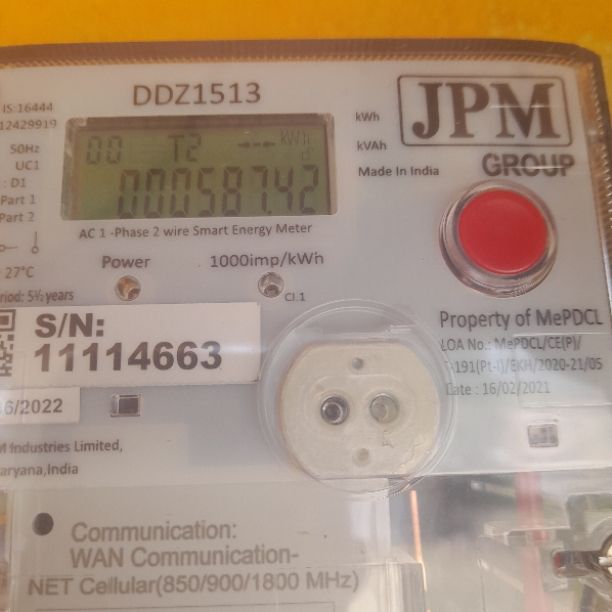 DDZ1513
IS:16444
12429919
50Hz
UC1
: D1
Part 1
Part 2
27°C
00 T2 kWh
000587.42
kWh
kVAh
Made In India
JPM
GROUP
AC 1 -Phase 2 wire Smart Energy Meter
Power
1000imp/kWh
Cl.1
riod: 5½ years
S/N:
11114663
6/2022
M Industries Limited,
aryana,India
Property of MePDCL
LOA No.: MePDCL/CE(P)/
T-191(Pt-I)/EKH/2020-21/05
Date : 16/02/2021
Communication:
WAN Communication-
NET Cellular(850/900/1800 MHz)